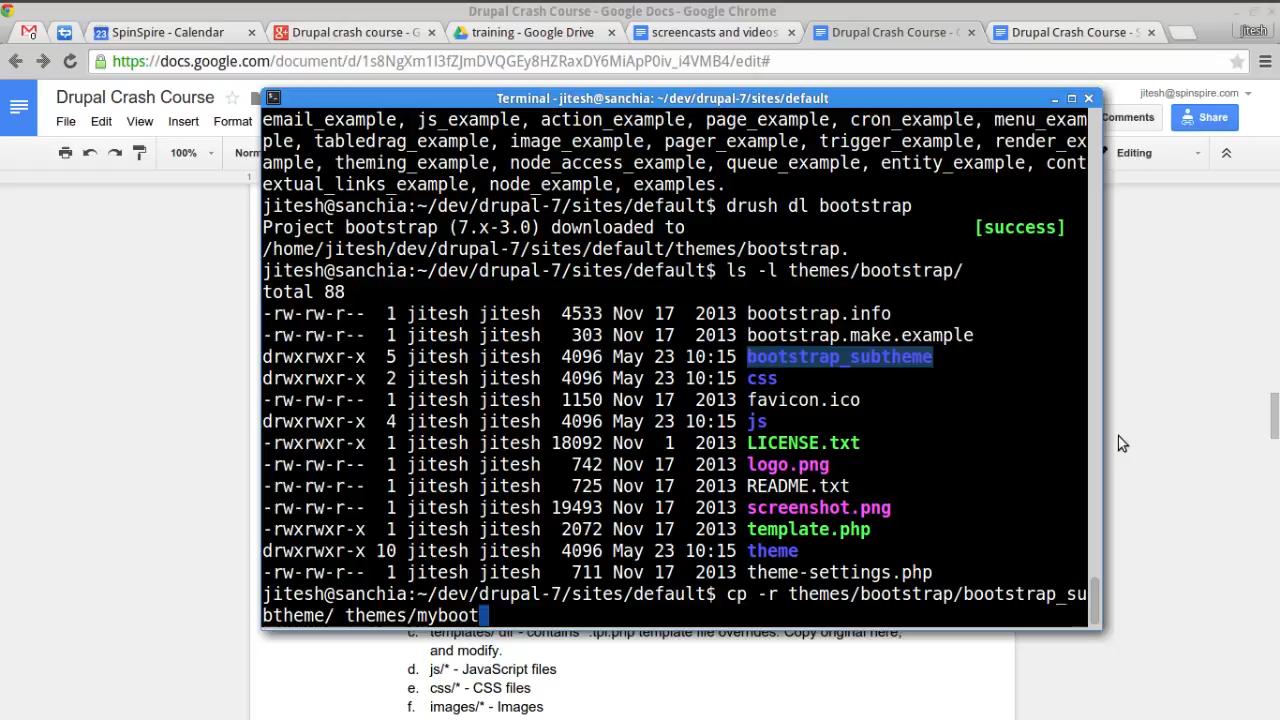 Drupal Crash Course - Google Docs - Google Chrome
SpinSpire - Calendar × Drupal crash course - G × training - Google Drive × screencasts and videos × Drupal Crash Course - × Drupal Crash Course - × jitesh
https://docs.google.com/document/d/1s8NgXm1I3fZJmDVQGEy8HZRaxDY6MiApP0iv_i4VMB4/edit#
Drupal Crash Course
jitesh@spinspire.com
File Edit View Insert Format
Comments Share
100% Norm
Editing
Terminal - jitesh@sanchia: ~/dev/drupal-7/sites/default
email_example, js_example, action_example, page_example, cron_example, menu_exam
ple, tabledrag_example, image_example, pager_example, trigger_example, render_ex
ample, theming_example, node_access_example, queue_example, entity_example, cont
extual_links_example, node_example, examples.
jitesh@sanchia:~/dev/drupal-7/sites/default$ drush dl bootstrap
Project bootstrap (7.x-3.0) downloaded to [success]
/home/jitesh/dev/drupal-7/sites/default/themes/bootstrap.
jitesh@sanchia:~/dev/drupal-7/sites/default$ ls -l themes/bootstrap/
total 88
-rw-rw-r-- 1 jitesh jitesh 4533 Nov 17 2013 bootstrap.info
-rw-rw-r-- 1 jitesh jitesh 303 Nov 17 2013 bootstrap.make.example
drwxrwxr-x 5 jitesh jitesh 4096 May 23 10:15 bootstrap_subtheme
drwxrwxr-x 2 jitesh jitesh 4096 May 23 10:15 css
-rw-rw-r-- 1 jitesh jitesh 1150 Nov 17 2013 favicon.ico
drwxrwxr-x 4 jitesh jitesh 4096 May 23 10:15 js
-rwxrwxr-x 1 jitesh jitesh 18092 Nov 1 2013 LICENSE.txt
-rw-rw-r-- 1 jitesh jitesh 742 Nov 17 2013 logo.png
-rw-rw-r-- 1 jitesh jitesh 725 Nov 17 2013 README.txt
-rw-rw-r-- 1 jitesh jitesh 19493 Nov 17 2013 screenshot.png
-rwxrwxr-x 1 jitesh jitesh 2072 Nov 17 2013 template.php
drwxrwxr-x 10 jitesh jitesh 4096 May 23 10:15 theme
-rw-rw-r-- 1 jitesh jitesh 711 Nov 17 2013 theme-settings.php
jitesh@sanchia:~/dev/drupal-7/sites/default$ cp -r themes/bootstrap/bootstrap_su
btheme/ themes/myboot
c. templates/ dir - contains *.tpl.php template file overrides. Copy original here,
and modify.
d. js/* - JavaScript files
e. css/* - CSS files
f. images/* - Images